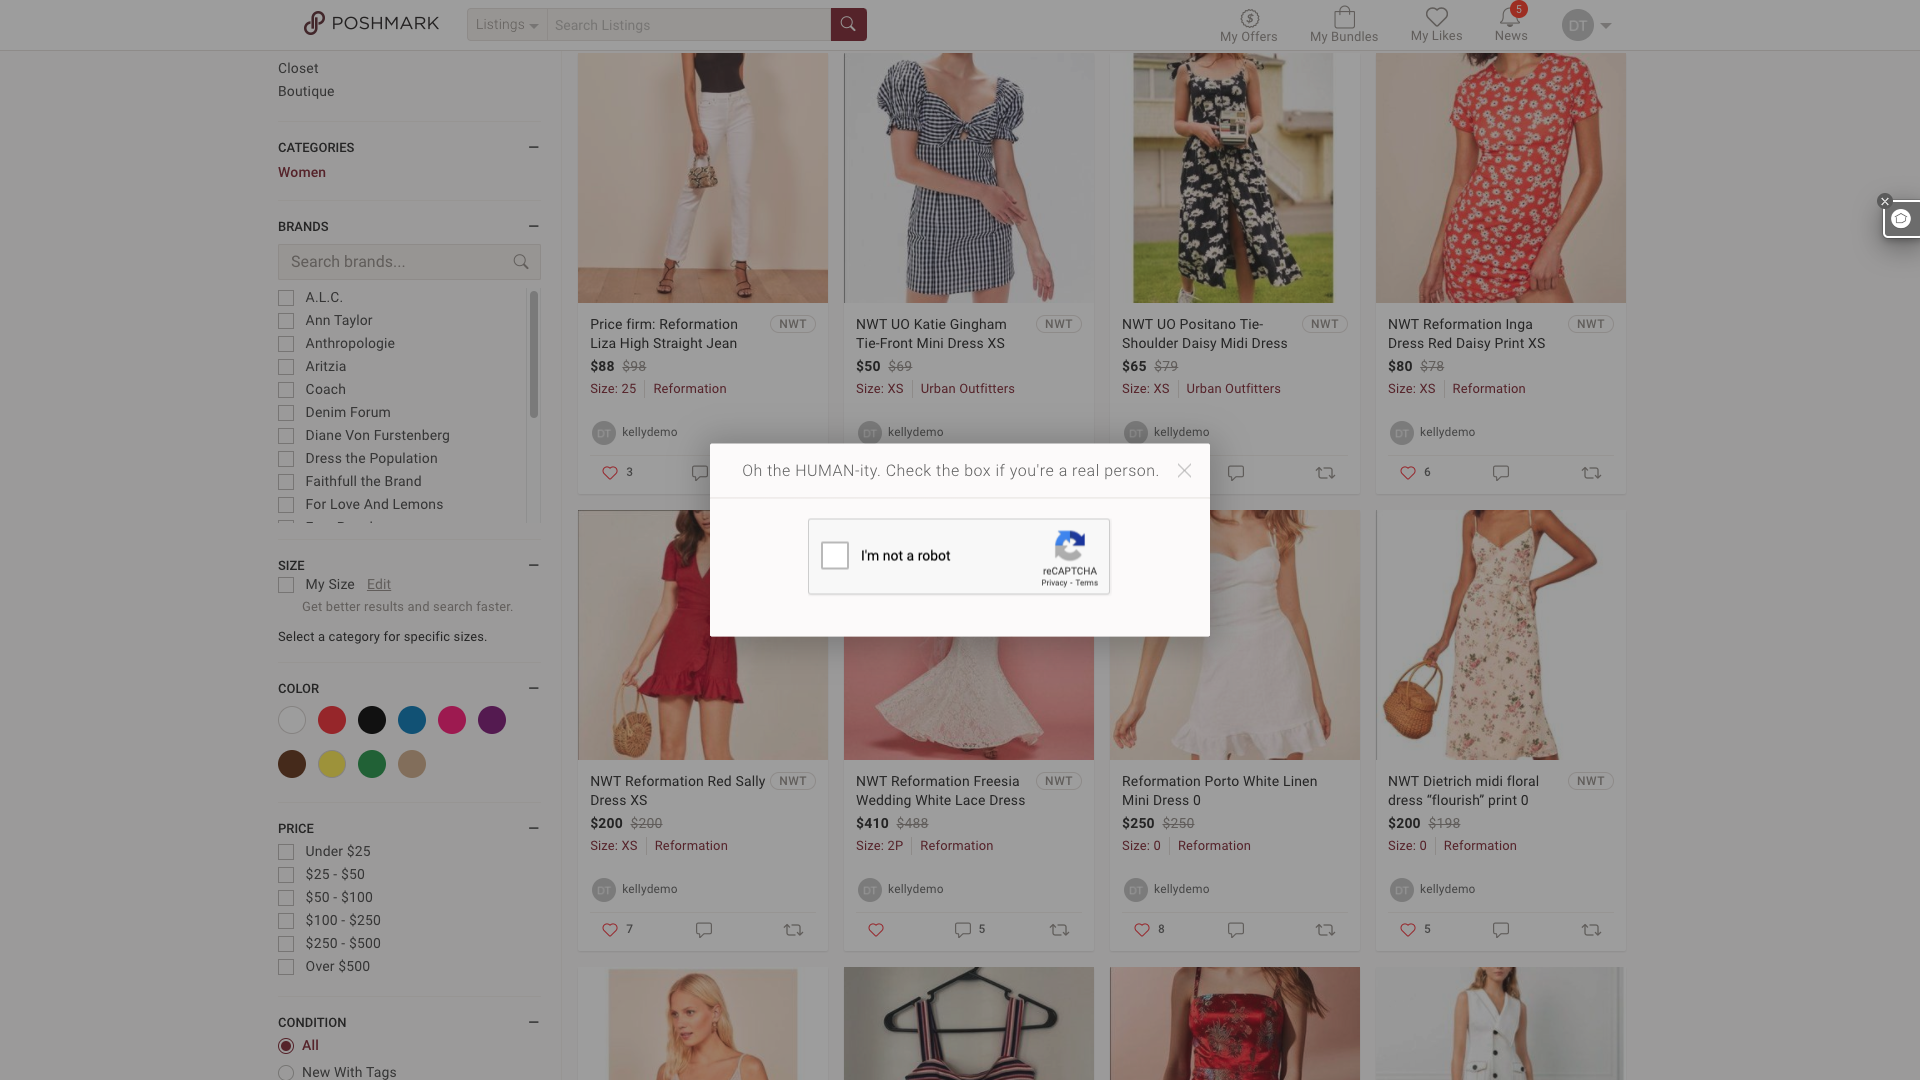 POSHMARK
Listings
Search Listings
My Offers
My Bundles
My Likes
5
News
DT
Closet
Boutique
CATEGORIES
Women
BRANDS
Search brands...
A.L.C.
Ann Taylor
Anthropologie
Aritzia
Coach
Denim Forum
Diane Von Furstenberg
Dress the Population
Faithfull the Brand
For Love And Lemons
SIZE
My Size Edit
Get better results and search faster.
Select a category for specific sizes.
COLOR
PRICE
Under $25
$25 - $50
$50 - $100
$100 - $250
$250 - $500
Over $500
CONDITION
All
New With Tags
Price firm: Reformation
Liza High Straight Jean
NWT
$88 $98
Size: 25 Reformation
DT kellydemo
3
NWT UO Katie Gingham
Tie-Front Mini Dress XS
NWT
$50 $69
Size: XS Urban Outfitters
DT kellydemo
NWT UO Positano Tie-
Shoulder Daisy Midi Dress
NWT
$65 $79
Size: XS Urban Outfitters
DT kellydemo
NWT Reformation Inga
Dress Red Daisy Print XS
NWT
$80 $78
Size: XS Reformation
DT kellydemo
6
Oh the HUMAN-ity. Check the box if you're a real person.
I'm not a robot
reCAPTCHA
Privacy - Terms
NWT Reformation Red Sally
Dress XS
NWT
$200 $200
Size: XS Reformation
DT kellydemo
7
NWT Reformation Freesia
Wedding White Lace Dress
NWT
$410 $488
Size: 2P Reformation
DT kellydemo
5
Reformation Porto White Linen
Mini Dress 0
$250 $250
Size: 0 Reformation
DT kellydemo
8
NWT Dietrich midi floral
dress “flourish” print 0
NWT
$200 $198
Size: 0 Reformation
DT kellydemo
5